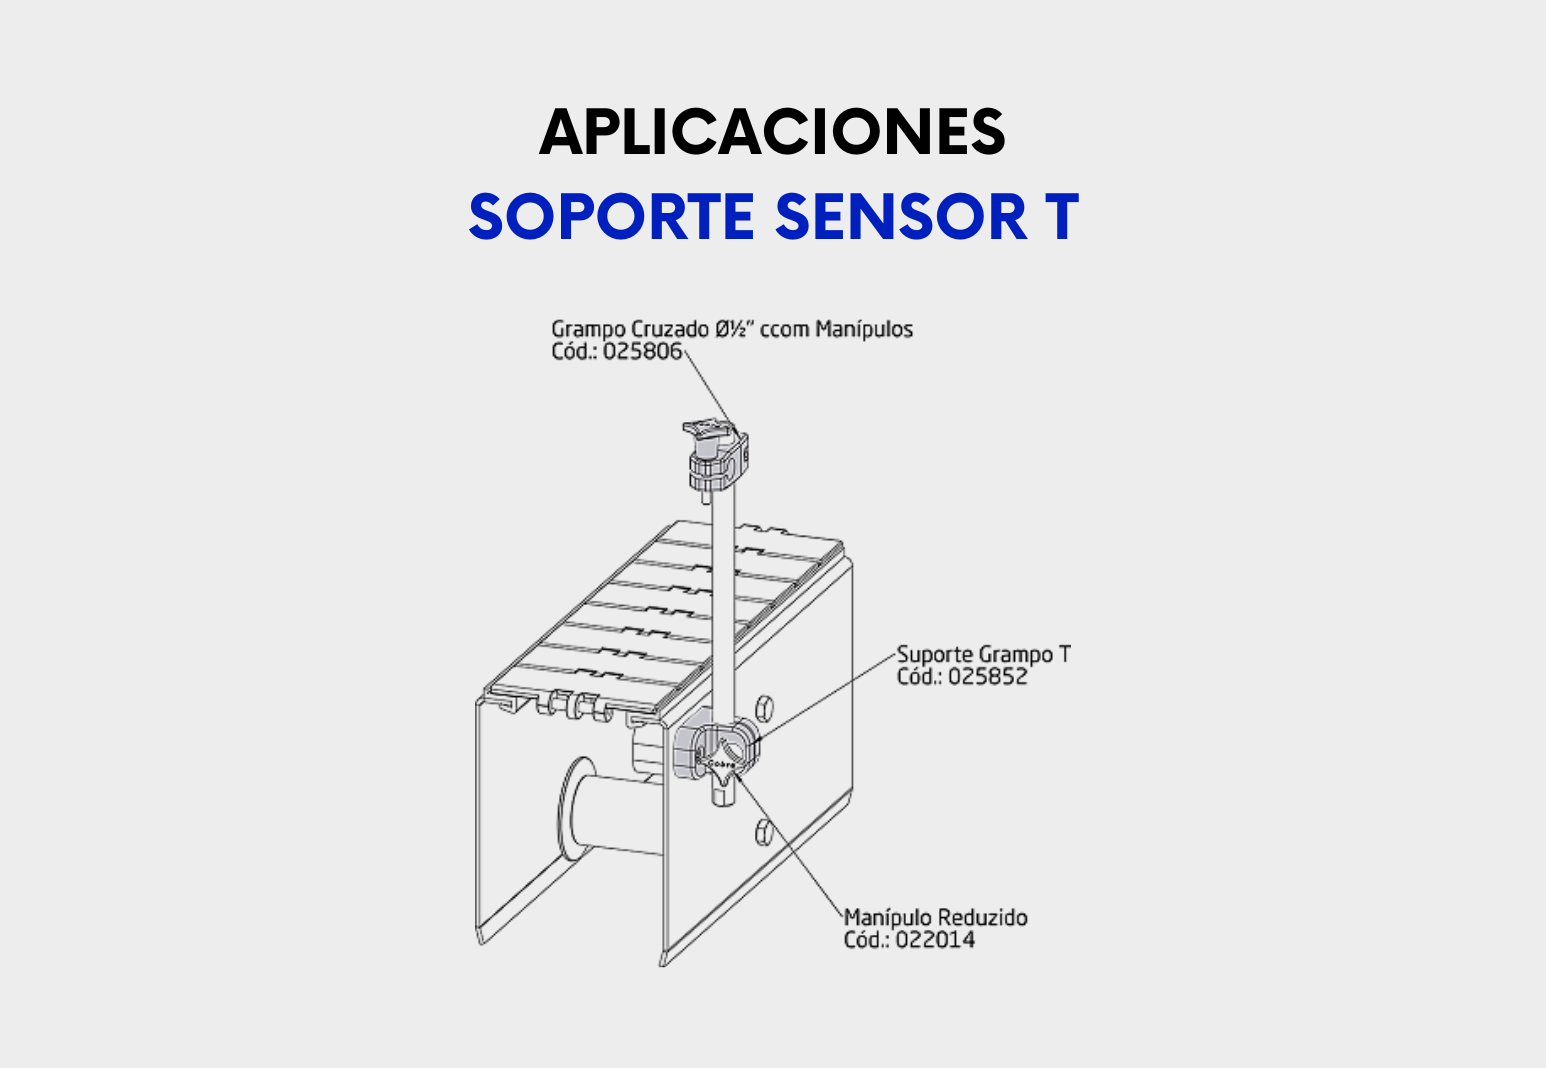 APLICACIONES
SOPORTE SENSOR T
Grampo Cruzado Ø½” ccom Manípulos
Cód.: 025806
Suporte Grampo T
Cód.: 025852
Cobra
Manípulo Reduzido
Cód.: 022014